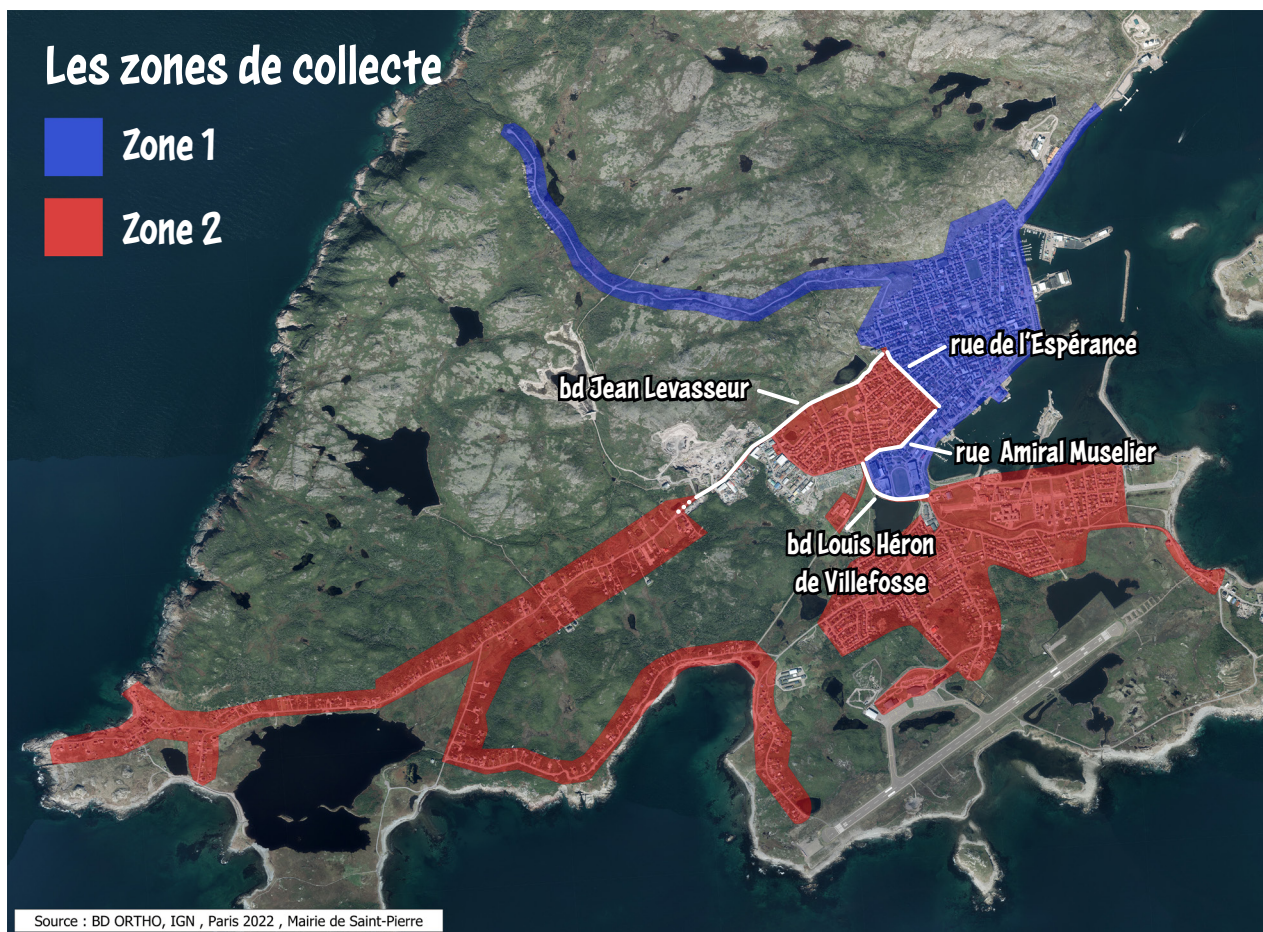 Les zones de collecte
Zone 1
Zone 2
rue de l'Espérance
bd Jean Levasseur
rue Amiral Muselier
bd Louis Héron
de Villefosse
Source : BD ORTHO, IGN , Paris 2022 , Mairie de Saint-Pierre